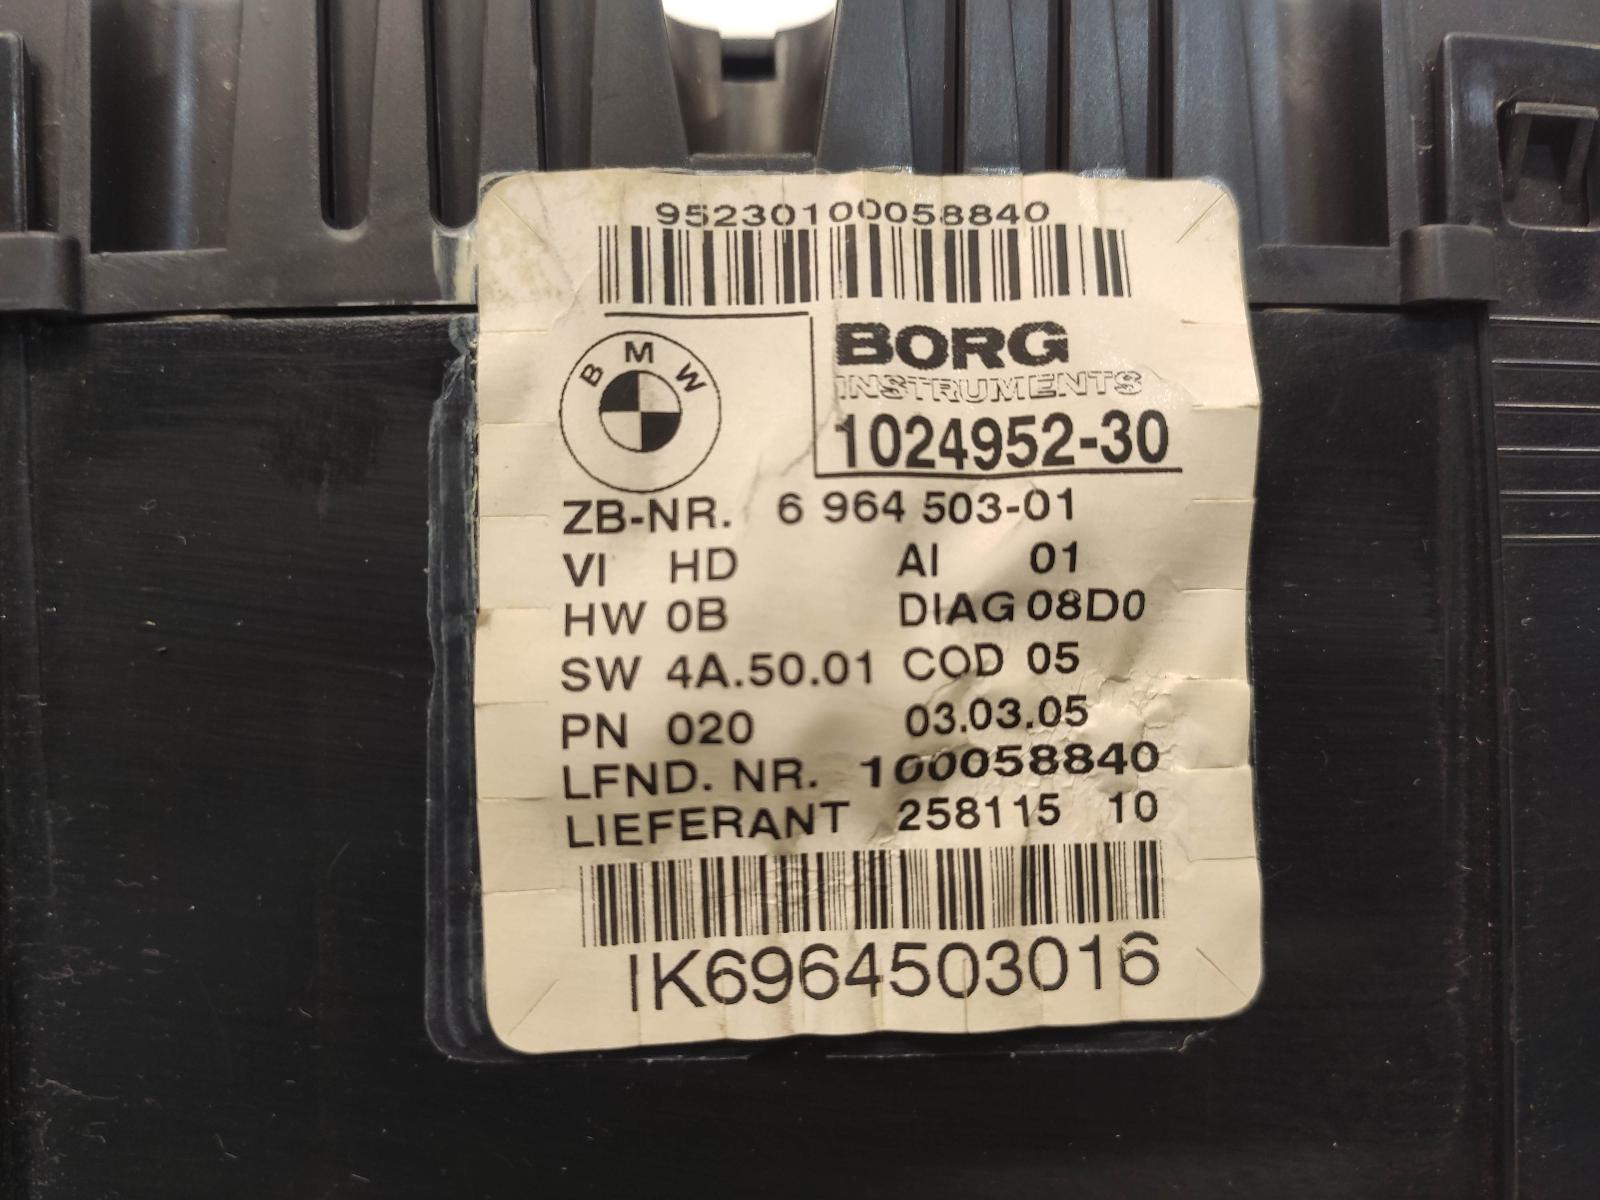 95230100058840
BMW
BORG
INSTRUMENTS
1024952-30
ZB-NR. 6 964 503-01
VI HD AI 01
HW 0B DIAG 08D0
SW 4A.50.01 COD 05
PN 020 03.03.05
LFND. NR. 100058840
LIEFERANT 258115 10
IK6964503016